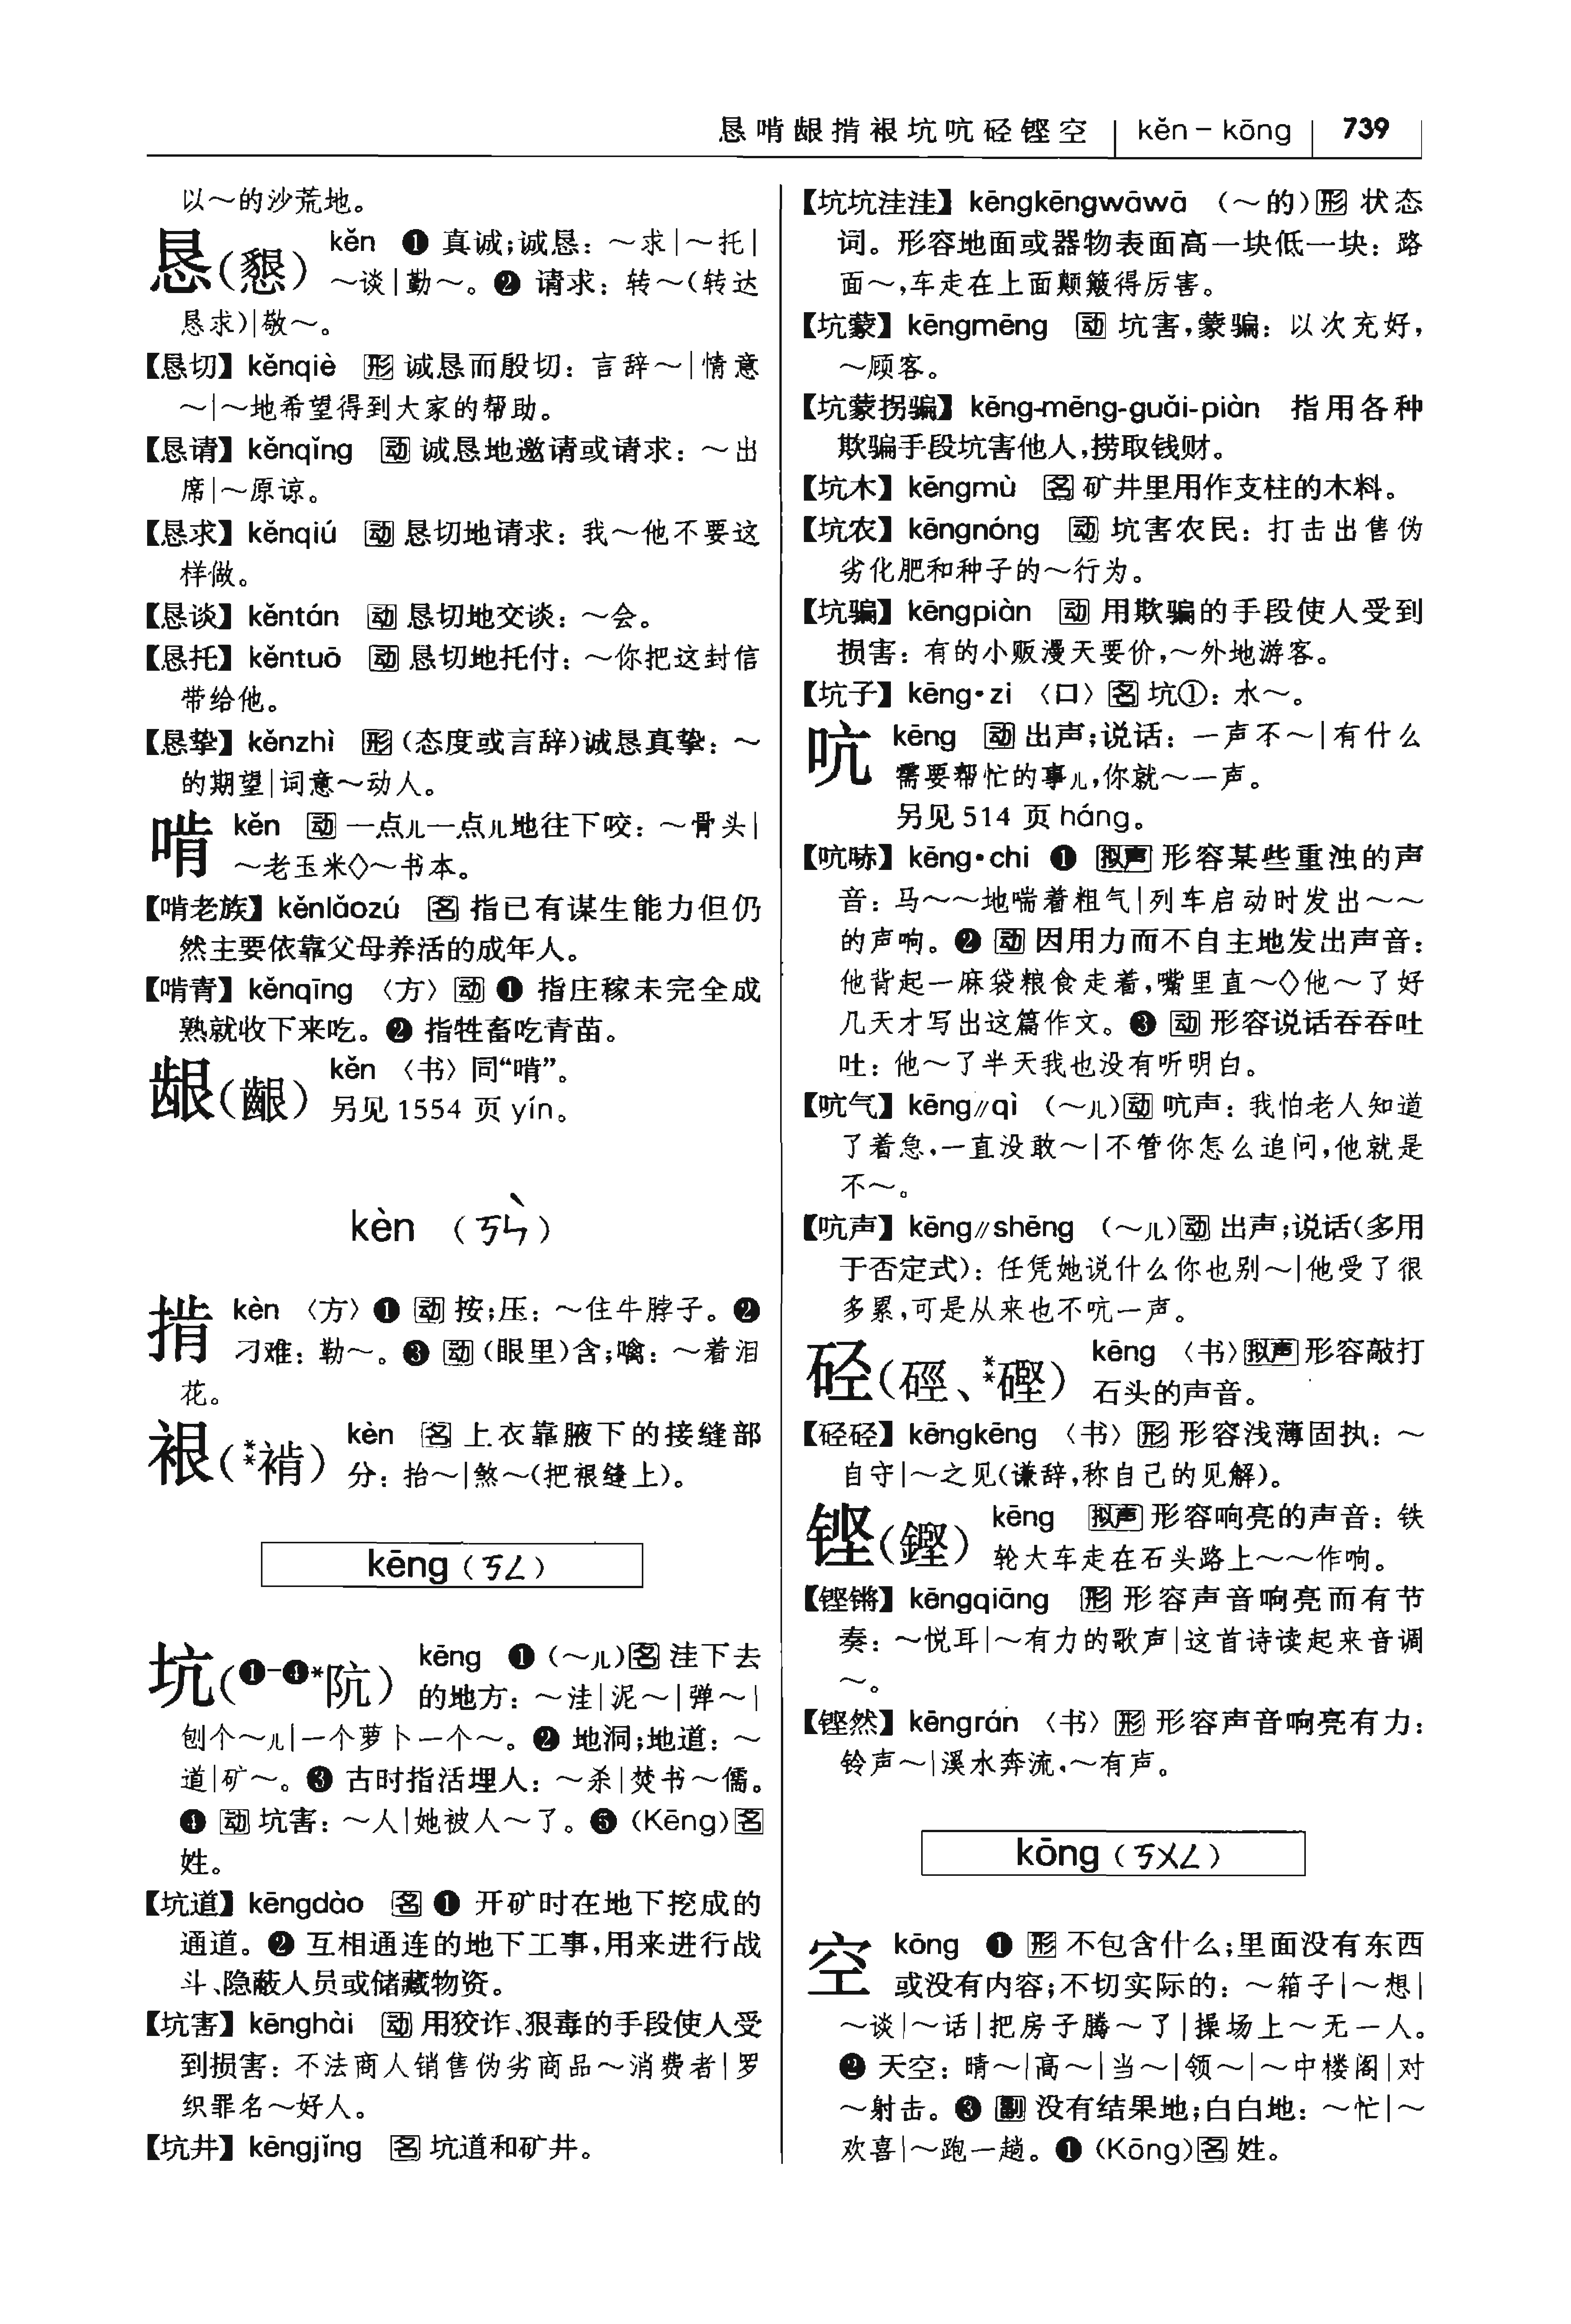 恳啃龈掯裉坑吭硁铿空 kěn－kōng 739
以～的沙荒地。
恳(懇) kěn ❶ 真诚;诚恳：～求|～托|
～谈|勤～。❷ 请求：转～(转达
恳求)|敬～。
【恳切】kěnqiè 形 诚恳而殷切：言辞～|情意
～|～地希望得到大家的帮助。
【恳请】kěnqǐng 动 诚恳地邀请或请求：～出
席|～原谅。
【恳求】kěnqiú 动 恳切地请求：我～他不要这
样做。
【恳谈】kěntán 动 恳切地交谈：～会。
【恳托】kěntuō 动 恳切地托付：～你把这封信
带给他。
【恳挚】kěnzhì 形 (态度或言辞)诚恳真挚：～
的期望|词意～动人。
啃 kěn 动 一点儿一点儿地往下咬：～骨头|
～老玉米◇～书本。
【啃老族】kěnlǎozú 名 指已有谋生能力但仍
然主要依靠父母养活的成年人。
【啃青】kěnqīng 〈方〉动 ❶ 指庄稼未完全成
熟就收下来吃。❷ 指牲畜吃青苗。
龈(齦) kěn 〈书〉同“啃”。
另见 1554 页 yín。
kèn (ㄎㄣˋ)
掯 kèn 〈方〉❶ 动 按;压：～住牛脖子。❷
刁难：勒～。❸ 动 (眼里)含;噙：～着泪
花。
裉(**褃) kèn 名 上衣靠腋下的接缝部
分：抬～|煞～(把裉缝上)。
kēng (ㄎㄥ)
坑(❶-❹*阬) kēng ❶ (～儿)名 洼下去
的地方：～洼|泥～|弹～|
刨个～儿|一个萝卜一个～。❷ 地洞;地道：～
道|矿～。❸ 古时指活埋人：～杀|焚书～儒。
❹ 动 坑害：～人|她被人～了。❺ (Kēng)名
姓。
【坑道】kēngdào 名 ❶ 开矿时在地下挖成的
通道。❷ 互相通连的地下工事,用来进行战
斗、隐蔽人员或储藏物资。
【坑害】kēnghài 动 用狡诈、狠毒的手段使人受
到损害：不法商人销售伪劣商品～消费者|罗
织罪名～好人。
【坑井】kēngjǐng 名 坑道和矿井。
【坑坑洼洼】kēngkēngwāwā (～的)形 状态
词。形容地面或器物表面高一块低一块：路
面～,车走在上面颠簸得厉害。
【坑蒙】kēngmēng 动 坑害,蒙骗：以次充好,
～顾客。
【坑蒙拐骗】kēng-mēng-guǎi-piàn 指用各种
欺骗手段坑害他人,捞取钱财。
【坑木】kēngmù 名 矿井里用作支柱的木料。
【坑农】kēngnóng 动 坑害农民：打击出售伪
劣化肥和种子的～行为。
【坑骗】kēngpiàn 动 用欺骗的手段使人受到
损害：有的小贩漫天要价,～外地游客。
【坑子】kēng·zi 〈口〉名 坑①：水～。
吭 kēng 动 出声;说话：一声不～|有什么
需要帮忙的事儿,你就～一声。
另见 514 页 háng。
【吭哧】kēng·chi ❶ 拟声 形容某些重浊的声
音：马～～地喘着粗气|列车启动时发出～～
的声响。❷ 动 因用力而不自主地发出声音：
他背起一麻袋粮食走着,嘴里直～◇他～了好
几天才写出这篇作文。❸ 动 形容说话吞吞吐
吐：他～了半天我也没有听明白。
【吭气】kēng//qì (～儿)动 吭声：我怕老人知道
了着急,一直没敢～|不管你怎么追问,他就是
不～。
【吭声】kēng//shēng (～儿)动 出声;说话(多用
于否定式)：任凭她说什么你也别～|他受了很
多累,可是从来也不吭一声。
硁(硜、**硻) kēng 〈书〉拟声 形容敲打
石头的声音。
【硁硁】kēngkēng 〈书〉形 形容浅薄固执：～
自守|～之见(谦辞,称自己的见解)。
铿(鏗) kēng 拟声 形容响亮的声音：铁
轮大车走在石头路上～～作响。
【铿锵】kēngqiāng 形 形容声音响亮而有节
奏：～悦耳|～有力的歌声|这首诗读起来音调
～。
【铿然】kēngrán 〈书〉形 形容声音响亮有力：
铃声～|溪水奔流,～有声。
kōng (ㄎㄨㄥ)
空 kōng ❶ 形 不包含什么;里面没有东西
或没有内容;不切实际的：～箱子|～想|
～谈|～话|把房子腾～了|操场上～无一人。
❷ 天空：晴～|高～|当～|领～|～中楼阁|对
～射击。❸ 副 没有结果地;白白地：～忙|～
欢喜|～跑一趟。❹ (Kōng)名 姓。